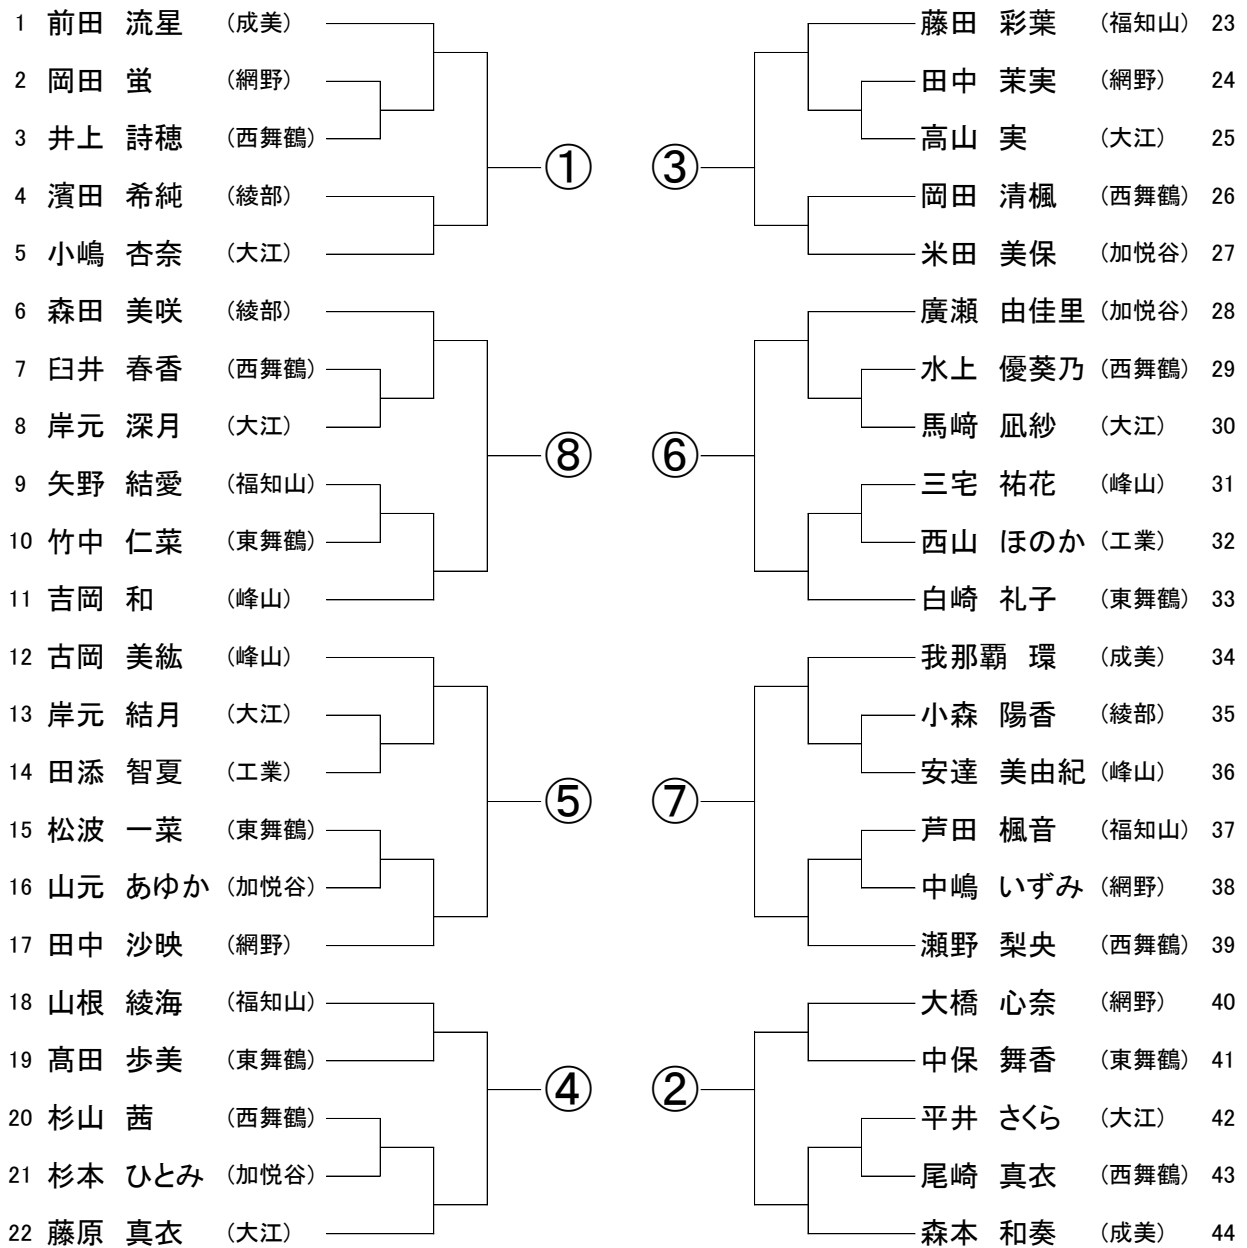 1 前田 流星 (成美)
2 岡田 蛍 (網野)
3 井上 詩穂 (西舞鶴)
①
4 濱田 希純 (綾部)
5 小嶋 杏奈 (大江)
6 森田 美咲 (綾部)
7 臼井 春香 (西舞鶴)
8 岸元 深月 (大江)
⑧
9 矢野 結愛 (福知山)
10 竹中 仁菜 (東舞鶴)
11 吉岡 和 (峰山)
12 古岡 美紘 (峰山)
13 岸元 結月 (大江)
14 田添 智夏 (工業)
⑤
15 松波 一菜 (東舞鶴)
16 山元 あゆか (加悦谷)
17 田中 沙映 (網野)
18 山根 綾海 (福知山)
19 髙田 歩美 (東舞鶴)
④
20 杉山 茜 (西舞鶴)
21 杉本 ひとみ (加悦谷)
22 藤原 真衣 (大江)
藤田 彩葉 (福知山) 23
田中 茉実 (網野) 24
高山 実 (大江) 25
③
岡田 清楓 (西舞鶴) 26
米田 美保 (加悦谷) 27
廣瀬 由佳里 (加悦谷) 28
水上 優葵乃 (西舞鶴) 29
馬﨑 凪紗 (大江) 30
⑥
三宅 祐花 (峰山) 31
西山 ほのか (工業) 32
白崎 礼子 (東舞鶴) 33
我那覇 環 (成美) 34
小森 陽香 (綾部) 35
安達 美由紀 (峰山) 36
⑦
芦田 楓音 (福知山) 37
中嶋 いずみ (網野) 38
瀬野 梨央 (西舞鶴) 39
大橋 心奈 (網野) 40
中保 舞香 (東舞鶴) 41
②
平井 さくら (大江) 42
尾崎 真衣 (西舞鶴) 43
森本 和奏 (成美) 44